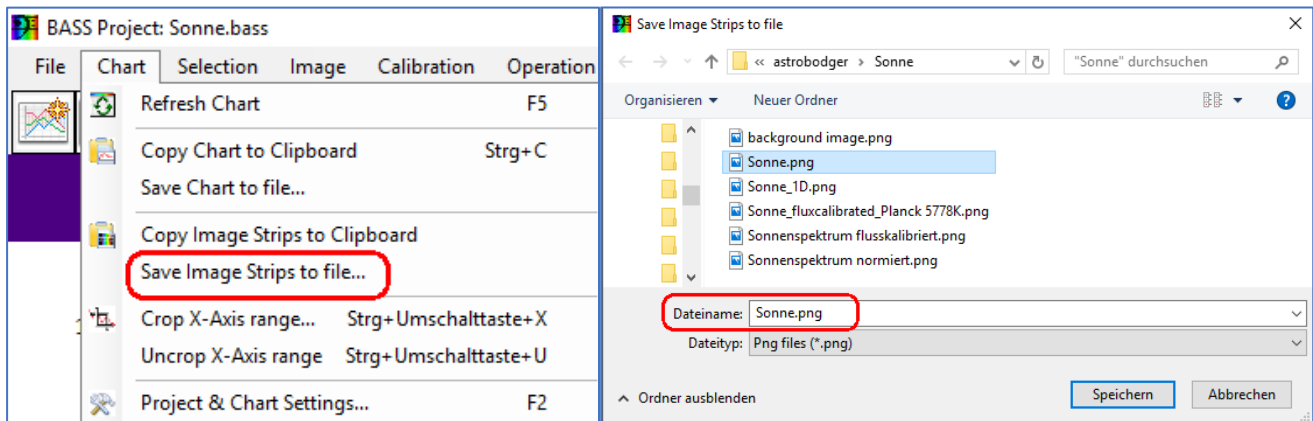 BASS Project: Sonne.bass
File Chart Selection Image Calibration Operation
Refresh Chart F5
Copy Chart to Clipboard Strg+C
Save Chart to file...
Copy Image Strips to Clipboard
Save Image Strips to file...
Crop X-Axis range... Strg+Umschalttaste+X
Uncrop X-Axis range Strg+Umschalttaste+U
Project & Chart Settings... F2
Save Image Strips to file
« astrobodger › Sonne "Sonne" durchsuchen
Organisieren Neuer Ordner
background image.png
Sonne.png
Sonne_1D.png
Sonne_fluxcalibrated_Planck 5778K.png
Sonnenspektrum flusskalibriert.png
Sonnenspektrum normiert.png
Dateiname: Sonne.png
Dateityp: Png files (*.png)
Ordner ausblenden Speichern Abbrechen